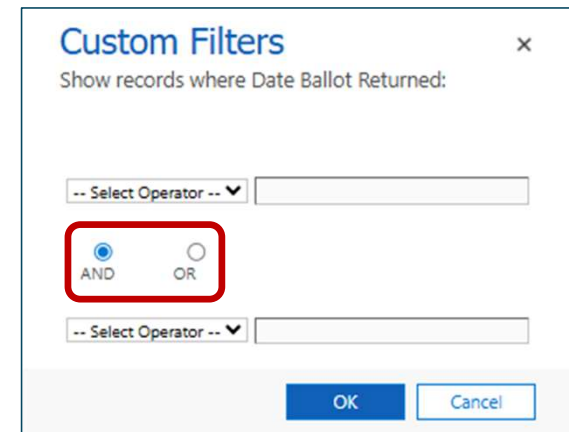 Custom Filters
×
Show records where Date Ballot Returned:
-- Select Operator --
AND OR
-- Select Operator --
OK Cancel